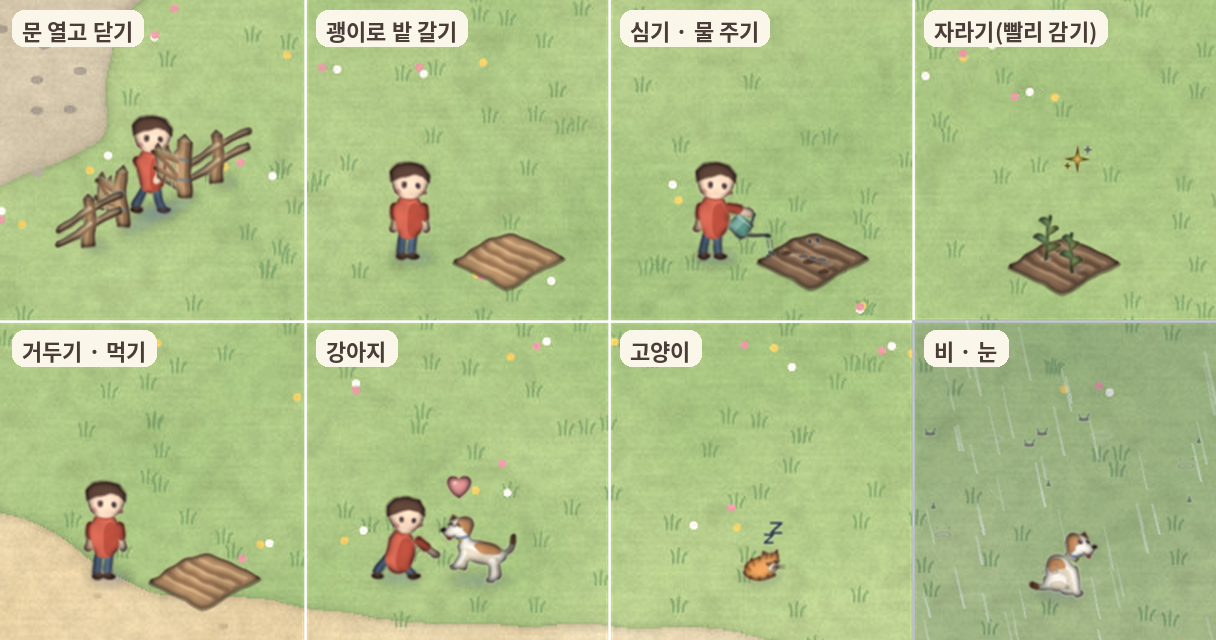 문 열고 닫기
괭이로 밭 갈기
심기 · 물 주기
자라기(빨리 감기)
거두기 · 먹기
강아지
고양이
Z
비 · 눈